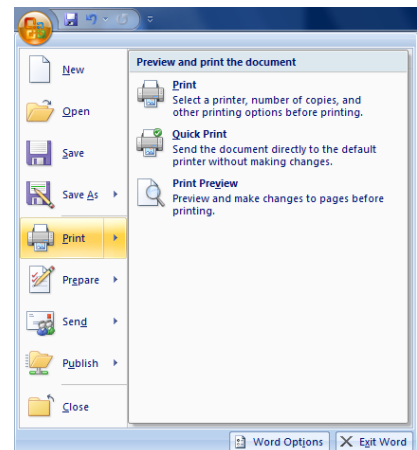 New
Open
Save
Save As
Print
Prepare
Send
Publish
Close
Preview and print the document
Print
Select a printer, number of copies, and
other printing options before printing.
Quick Print
Send the document directly to the default
printer without making changes.
Print Preview
Preview and make changes to pages before
printing.
Word Options
Exit Word